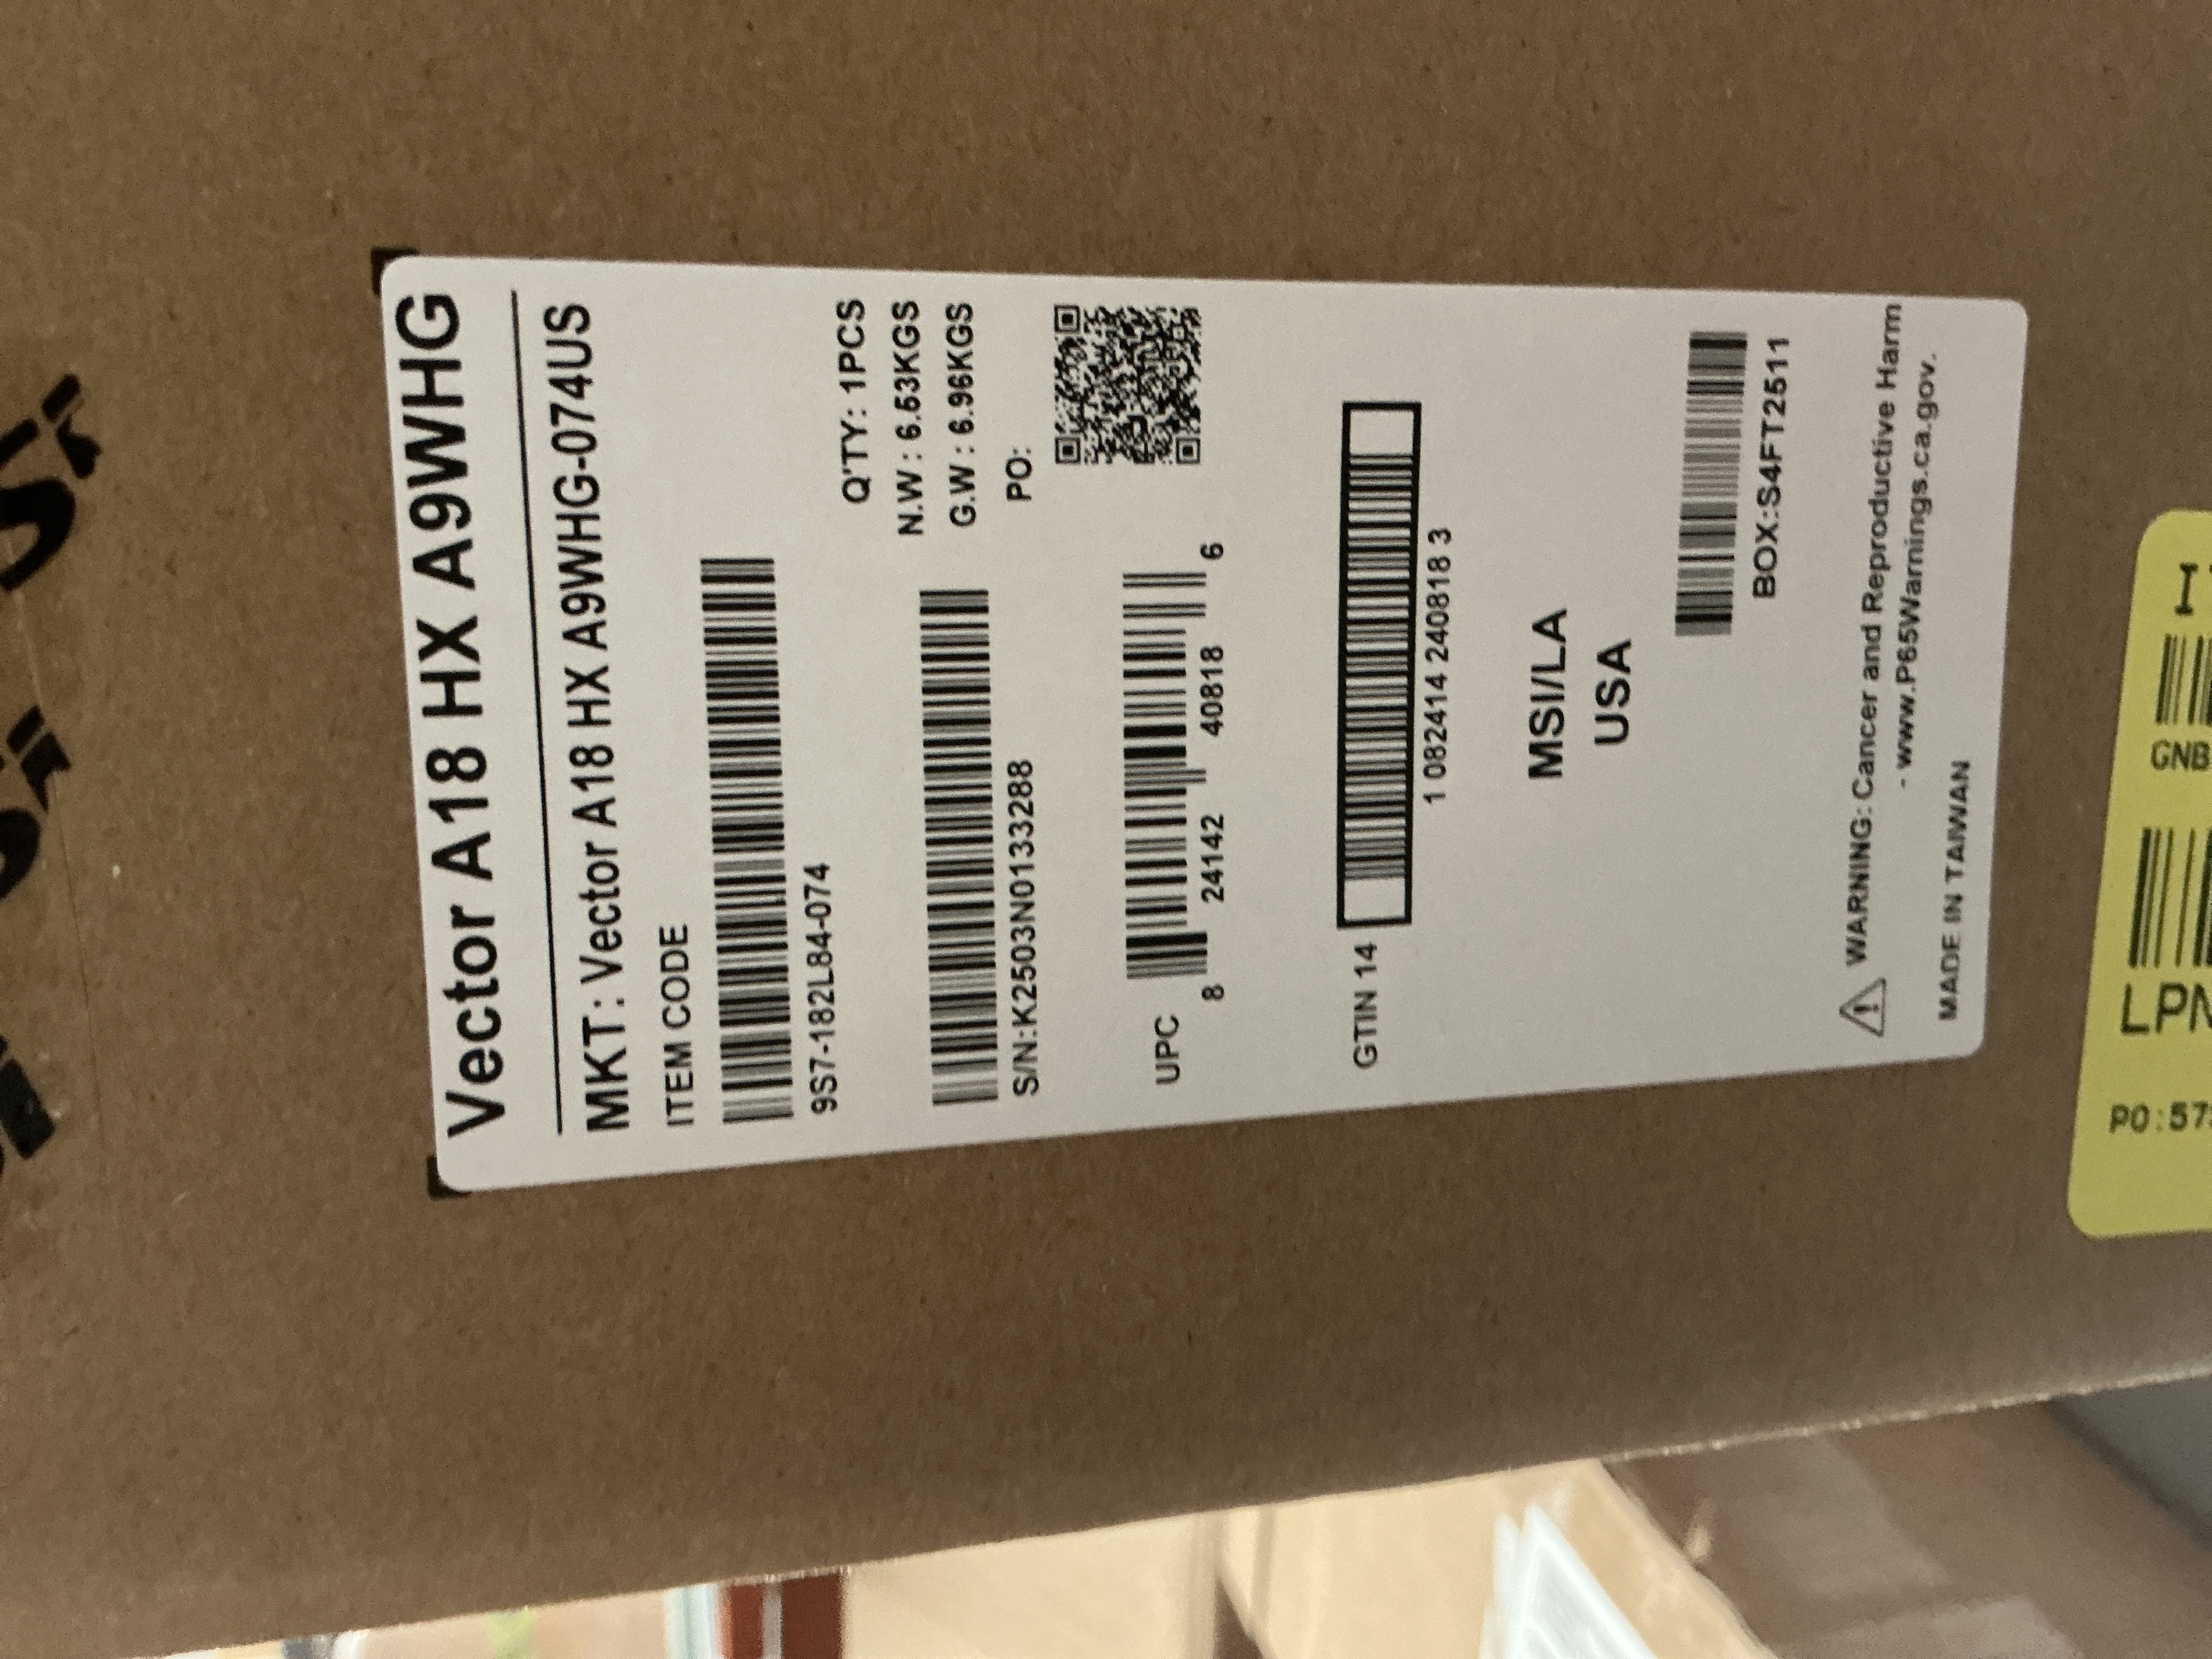 Vector A18 HX A9WHG
MKT: Vector A18 HX A9WHG-074US
ITEM CODE
9S7-182L84-074
Q'TY: 1PCS
N.W : 6.53KGS
G.W : 6.96KGS
PO:
S/N:K2503N0133288
UPC
8 24142 40818 6
GTIN 14
1 082414 240818 3
MSI/LA
USA
BOX:S4FT2511
WARNING: Cancer and Reproductive Harm
- www.P65Warnings.ca.gov.
MADE IN TAIWAN
GNB
LPN
PO:57